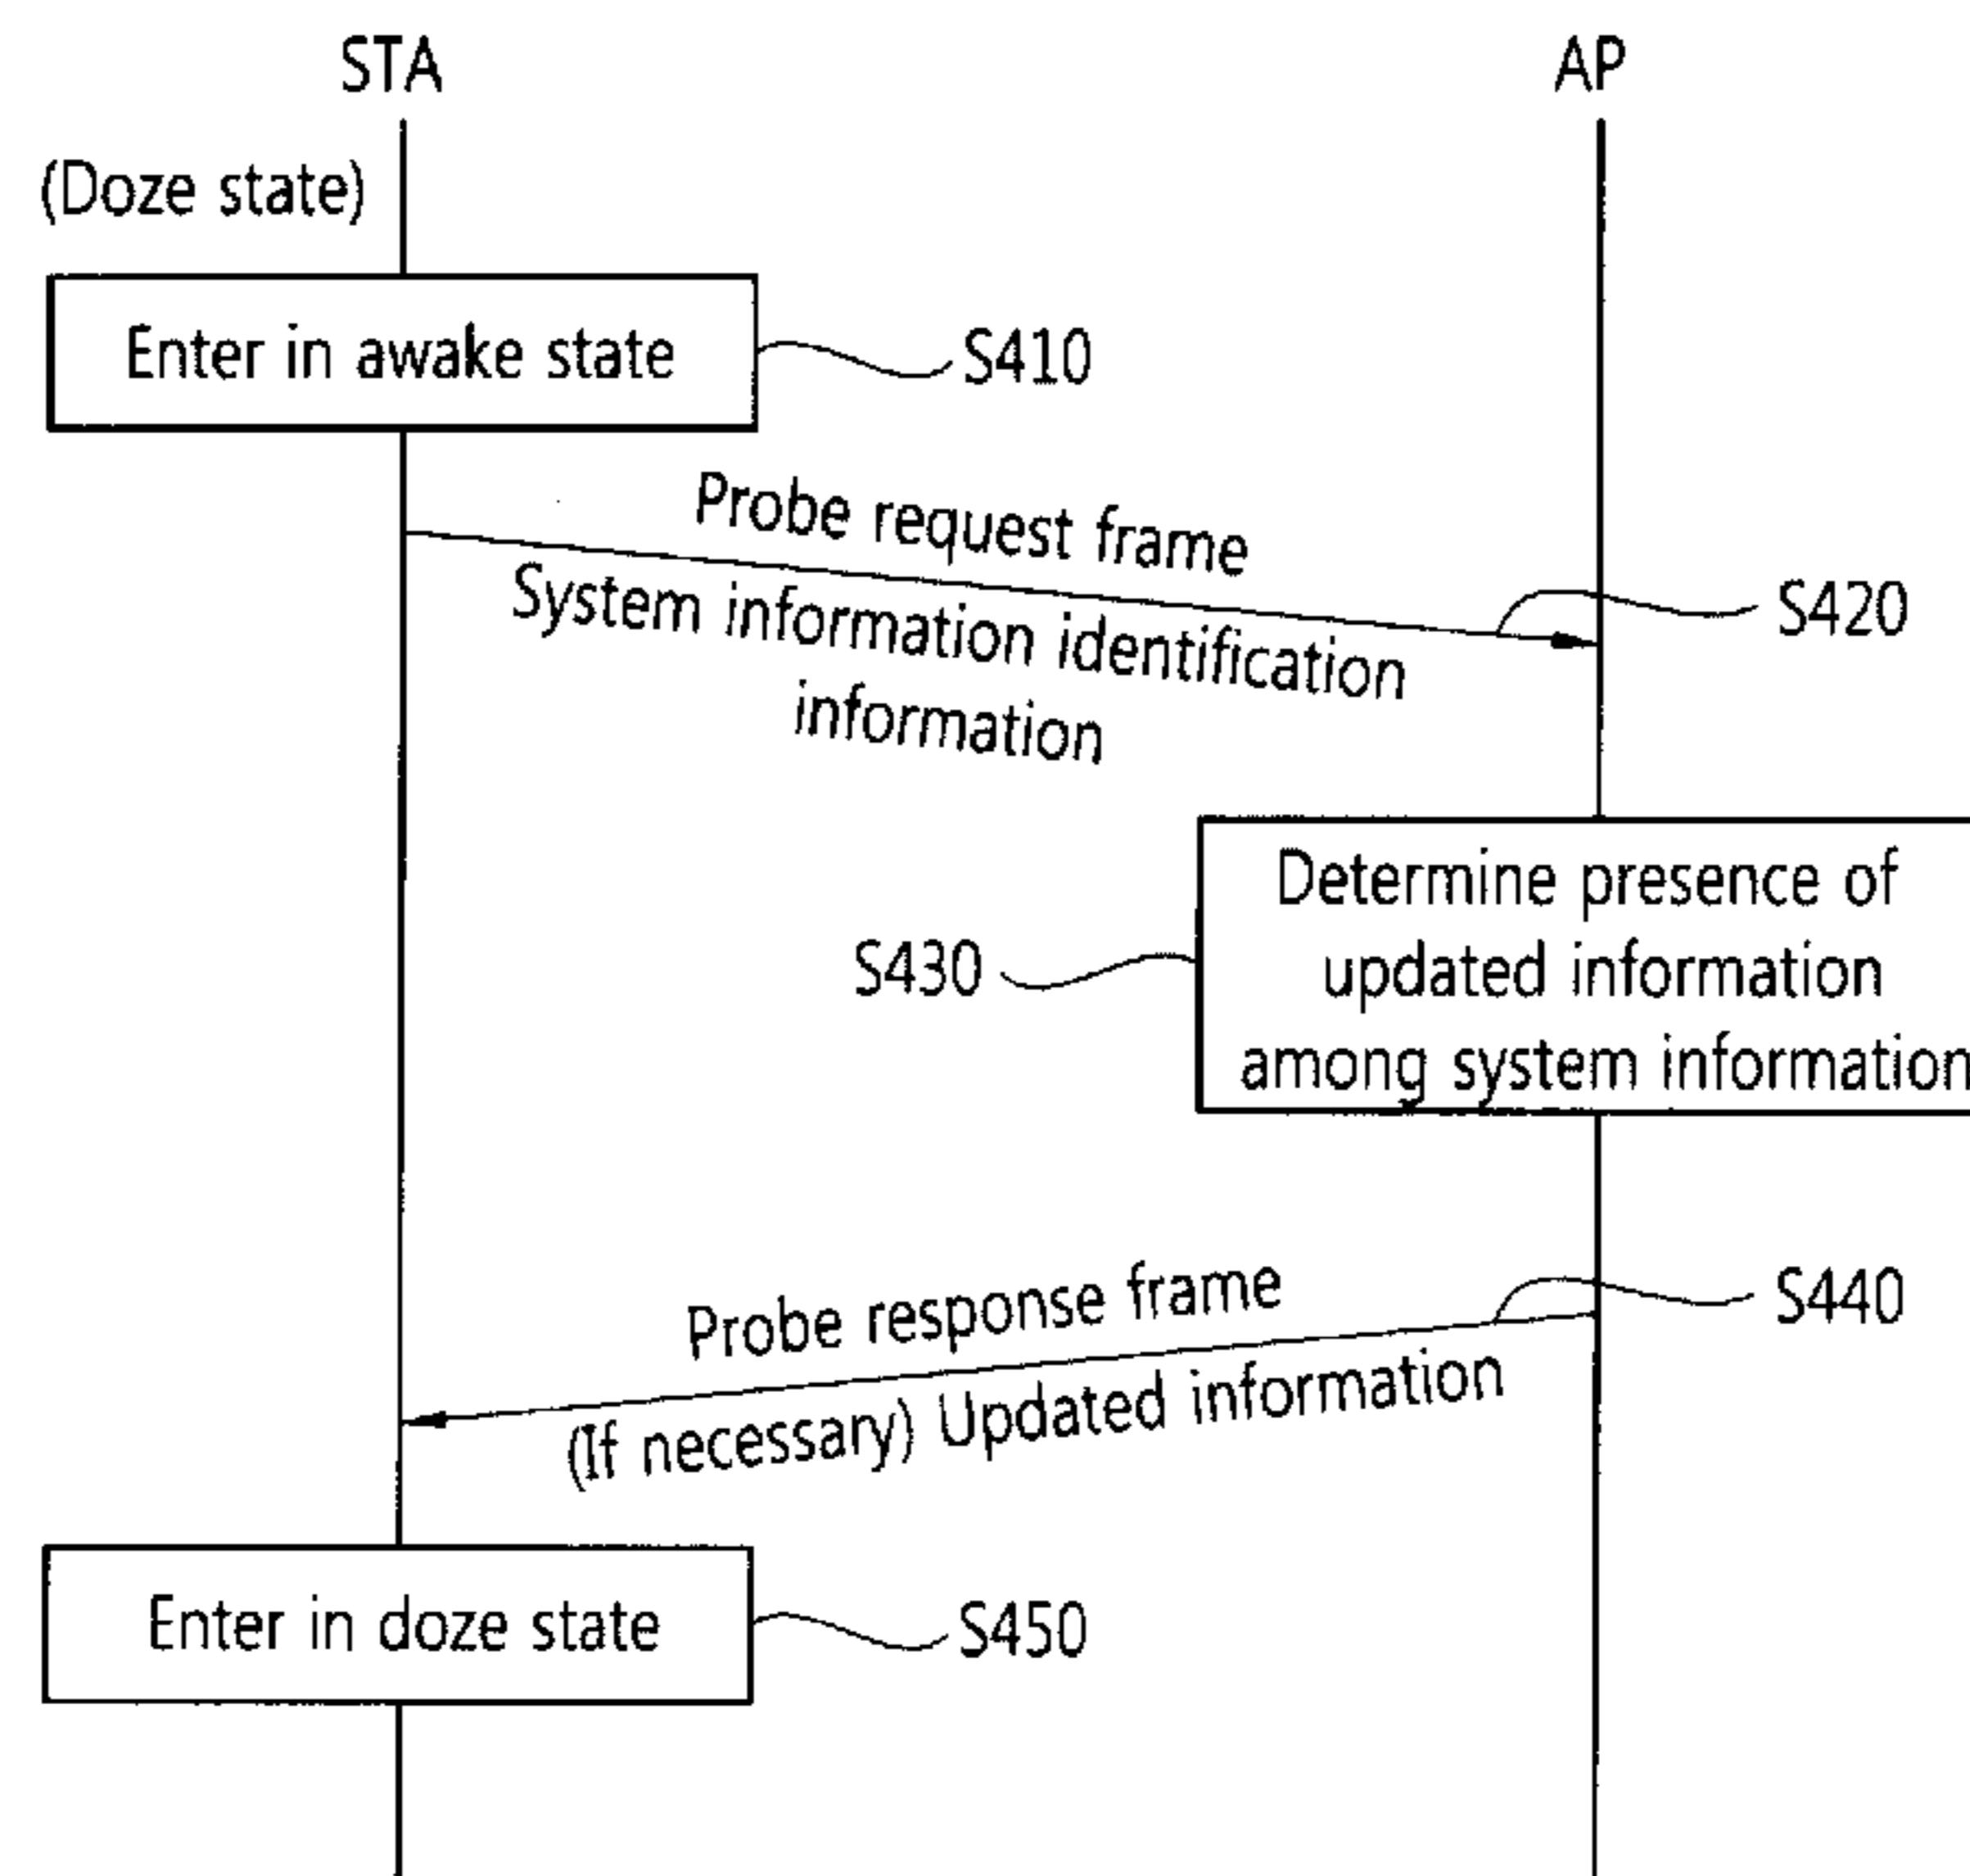 STA
AP
(Doze state)
Enter in awake state
S410
Probe request frame
S420
System information identification
information
Determine presence of
updated information
among system information
S430
Probe response frame
S440
(If necessary) Updated information
Enter in doze state
S450